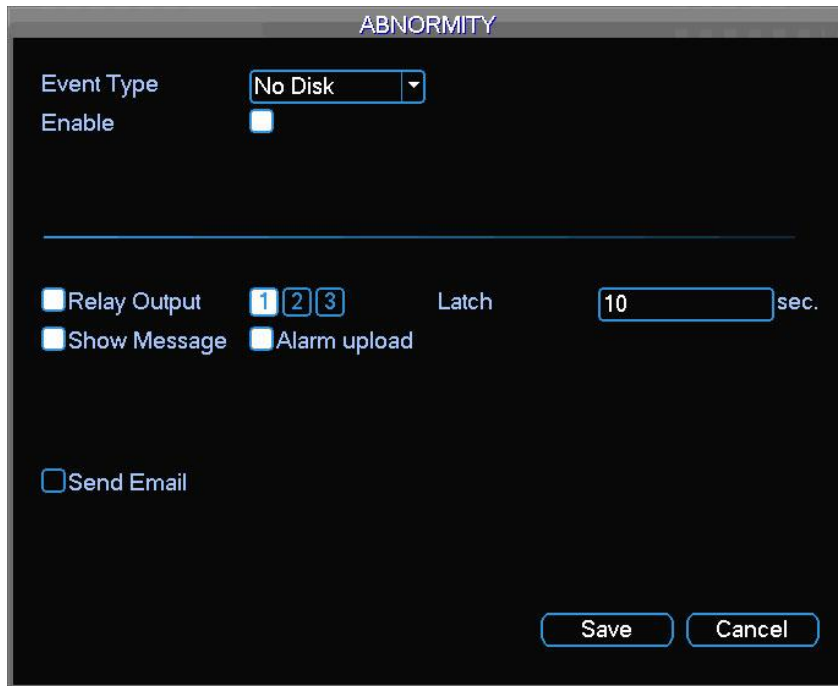 ABNORMITY
Event Type No Disk
Enable
Relay Output 1 2 3 Latch 10 sec.
Show Message Alarm upload
Send Email
Save Cancel